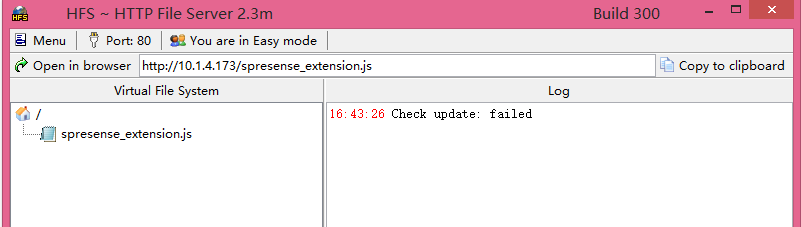 HFS HFS ~ HTTP File Server 2.3m Build 300
Menu Port: 80 You are in Easy mode
Open in browser http://10.1.4.173/spresense_extension.js Copy to clipboard
Virtual File System Log
/ 16:43:26 Check update: failed
spresense_extension.js